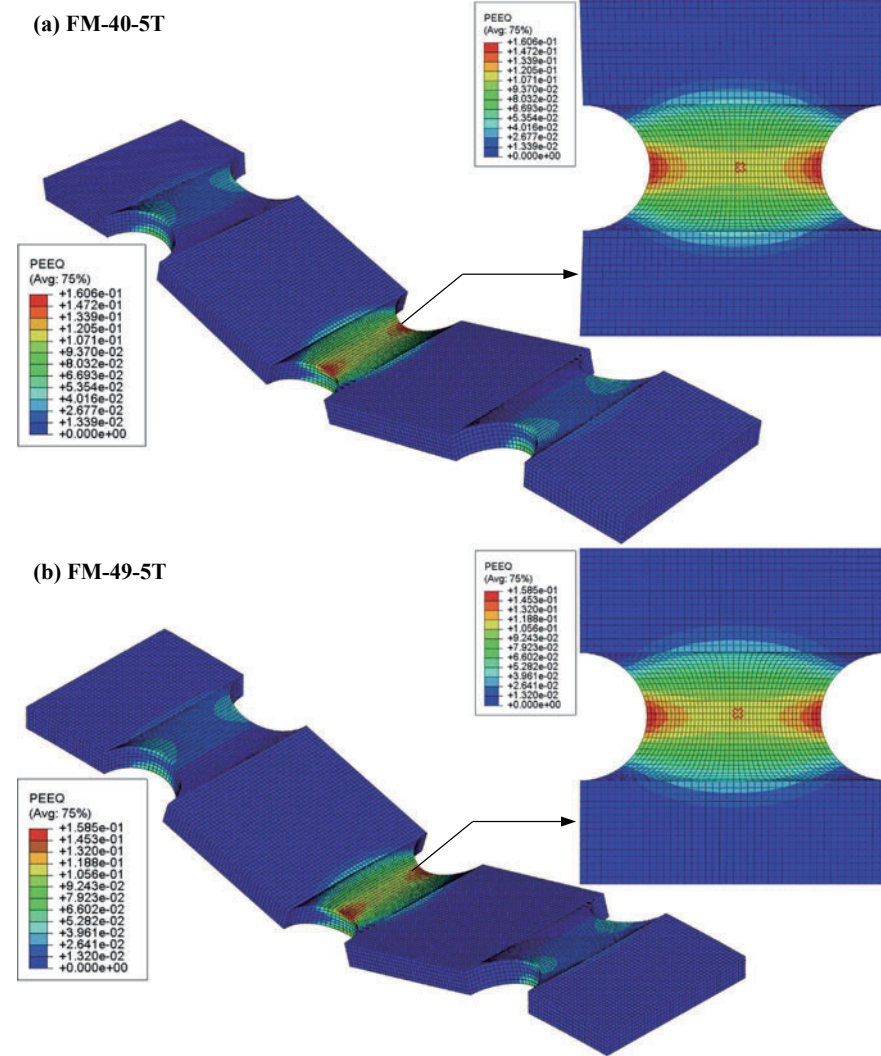 (a) FM-40-5T
PEEQ
(Avg: 75%)
+1.606e-01
+1.472e-01
+1.339e-01
+1.205e-01
+1.071e-01
+9.370e-02
+8.032e-02
+6.693e-02
+5.354e-02
+4.016e-02
+2.677e-02
+1.339e-02
+0.000e+00
PEEQ
(Avg: 75%)
+1.606e-01
+1.472e-01
+1.339e-01
+1.205e-01
+1.071e-01
+9.370e-02
+8.032e-02
+6.693e-02
+5.354e-02
+4.016e-02
+2.677e-02
+1.339e-02
+0.000e+00
(b) FM-49-5T
PEEQ
(Avg: 75%)
+1.585e-01
+1.453e-01
+1.320e-01
+1.188e-01
+1.056e-01
+9.243e-02
+7.923e-02
+6.602e-02
+5.282e-02
+3.961e-02
+2.641e-02
+1.320e-02
+0.000e+00
PEEQ
(Avg: 75%)
+1.585e-01
+1.453e-01
+1.320e-01
+1.188e-01
+1.056e-01
+9.243e-02
+7.923e-02
+6.602e-02
+5.282e-02
+3.961e-02
+2.641e-02
+1.320e-02
+0.000e+00